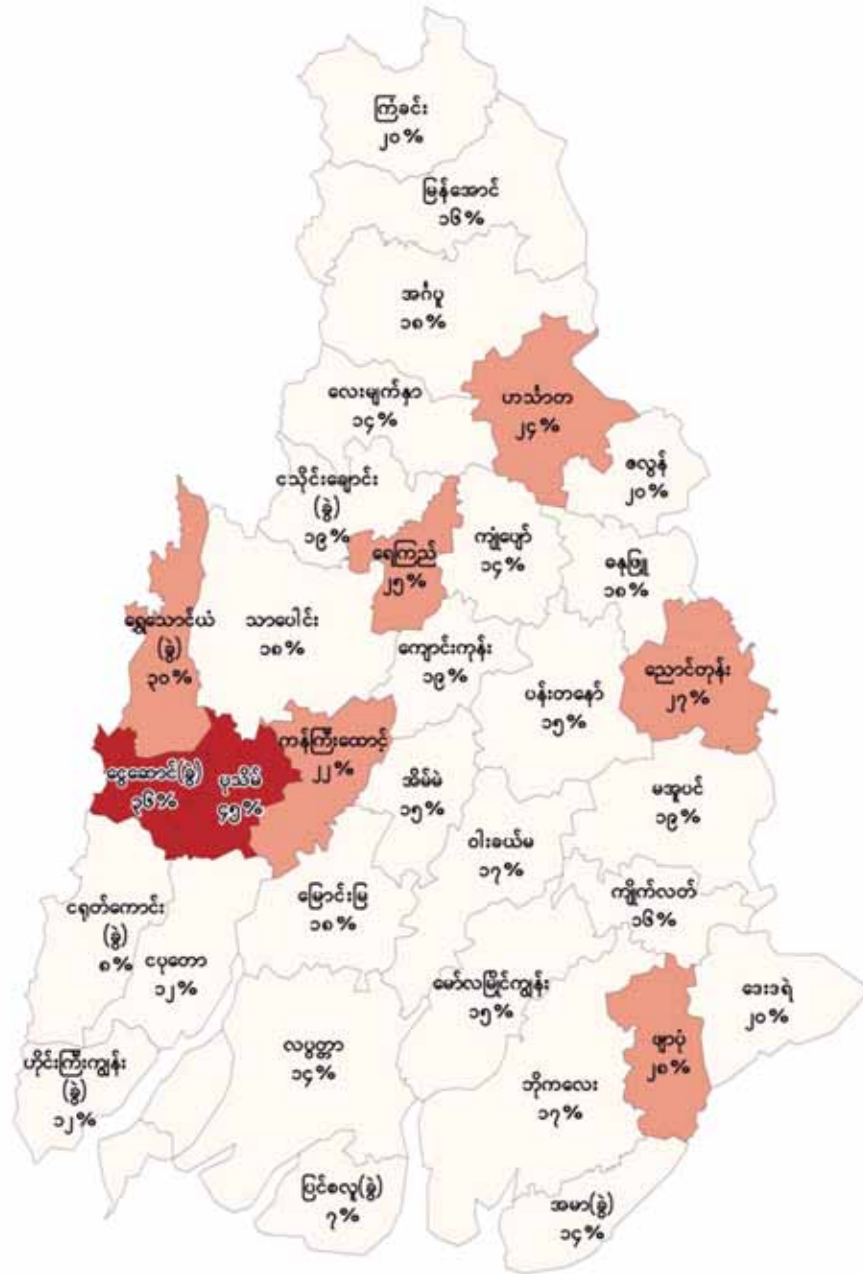 ကြံခင်း
၂၀%
မြန်အောင်
၁၆%
အင်္ဂပူ
၁၈%
လေးမျက်နှာ
၁၄%
ဟင်္သာတ
၂၄%
ဇလွန်
၂၀%
ငသိုင်းချောင်း
(ခွဲ)
၁၉%
ရေကြည်
၂၅%
ကျုံပျော်
၁၄%
ဓနုဖြူ
၁၈%
ရွှေသောင်ယံ
(ခွဲ)
၃၀%
သာပေါင်း
၁၈%
ကျောင်းကုန်း
၁၉%
ပန်းတနော်
၁၅%
ညောင်တုန်း
၂၇%
ငွေဆောင်(ခွဲ)
၃၆%
ပုသိမ်
၄၅%
ကန်ကြီးထောင့်
၂၂%
အိမ်မဲ
၁၅%
မအူပင်
၁၉%
ဝါးခယ်မ
၁၇%
ငရုတ်ကောင်း
(ခွဲ)
၈%
ငပုတော
၁၂%
မြောင်းမြ
၁၈%
ကျိုက်လတ်
၁၆%
မော်လမြိုင်ကျွန်း
၁၅%
ဒေးဒရဲ
၂၀%
ဟိုင်းကြီးကျွန်း
(ခွဲ)
၁၂%
လပွတ္တာ
၁၄%
ဘိုကလေး
၁၇%
ဖျာပုံ
၂၈%
ပြင်စလူ(ခွဲ)
၇%
အမာ(ခွဲ)
၁၄%